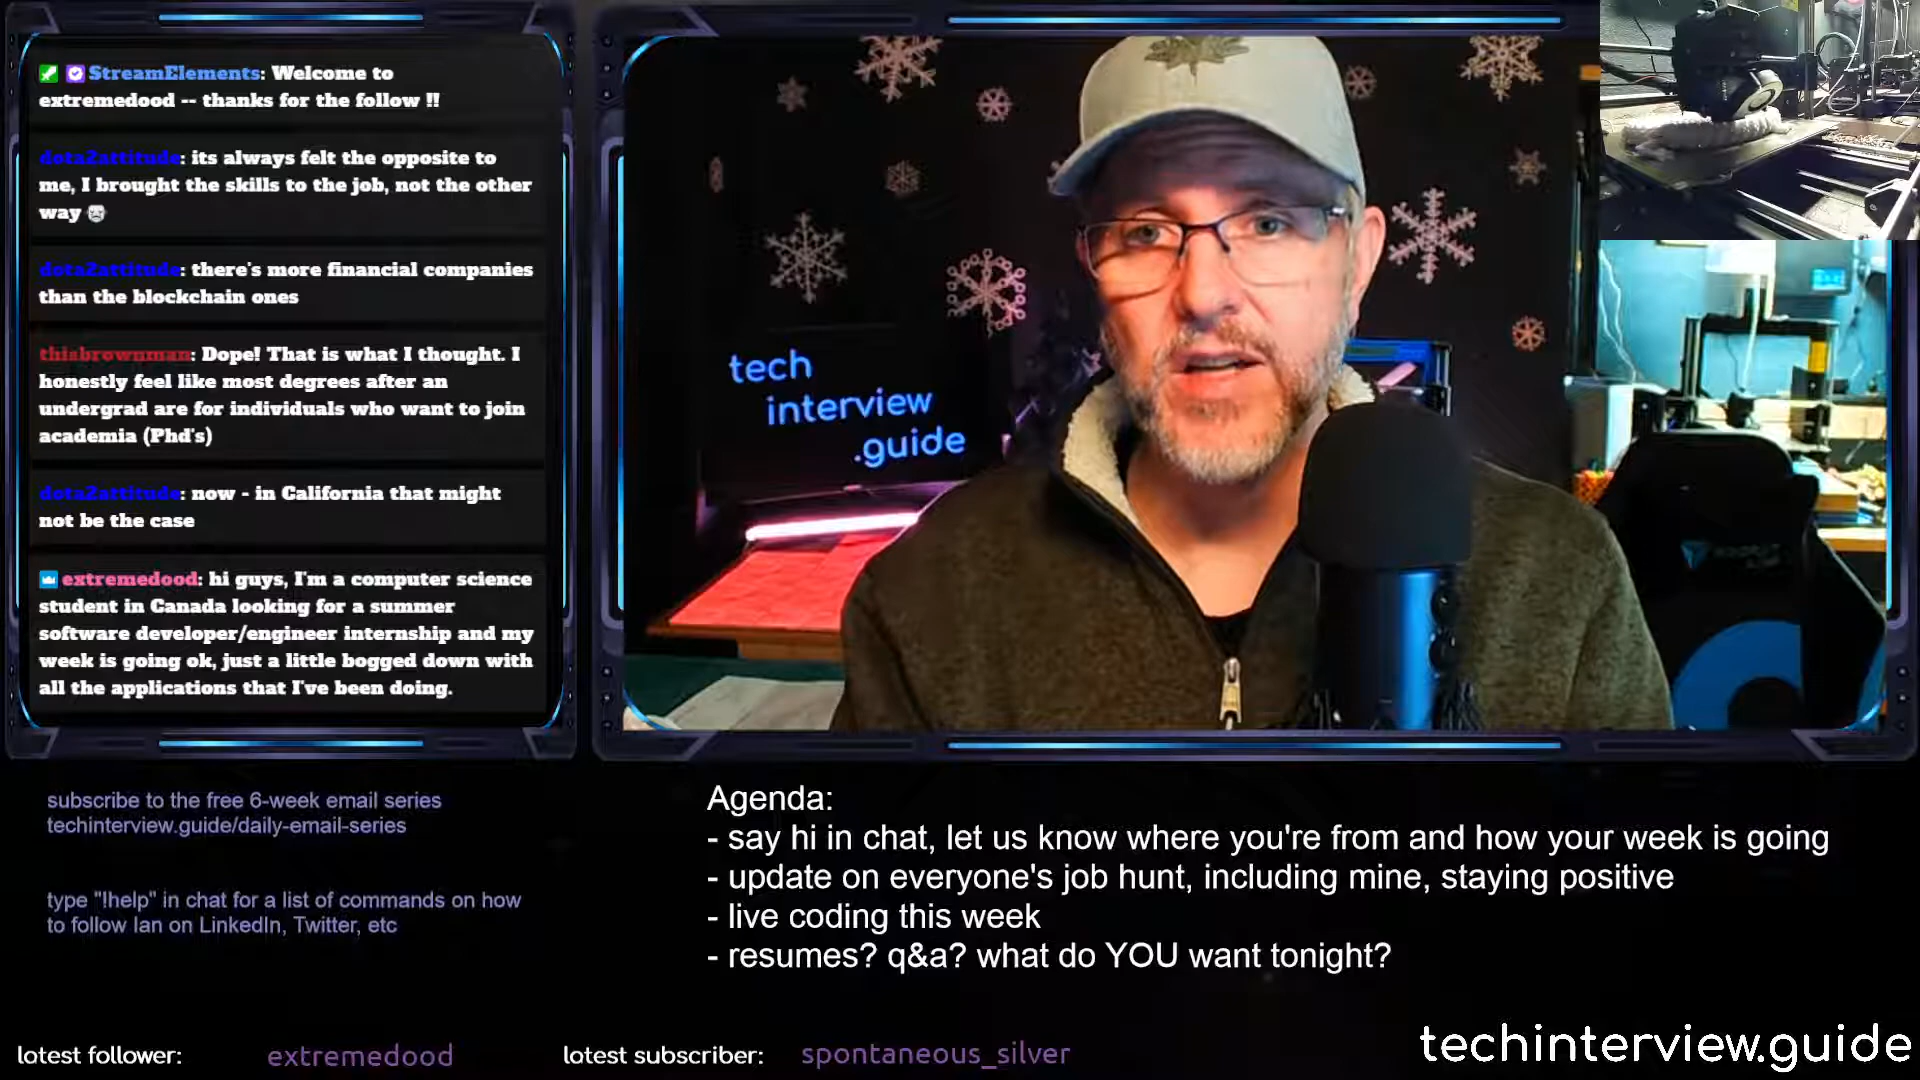 StreamElements: Welcome to
extremedood -- thanks for the follow !!
dota2attitude: its always felt the opposite to
me, I brought the skills to the job, not the other
way
dota2attitude: there's more financial companies
than the blockchain ones
thisbrownman: Dope! That is what I thought. I
honestly feel like most degrees after an
undergrad are for individuals who want to join
academia (Phd's)
dota2attitude: now - in California that might
not be the case
extremedood: hi guys, I'm a computer science
student in Canada looking for a summer
software developer/engineer internship and my
week is going ok, just a little bogged down with
all the applications that I've been doing.
tech
interview
.guide
subscribe to the free 6-week email series
techinterview.guide/daily-email-series
type "!help" in chat for a list of commands on how
to follow Ian on LinkedIn, Twitter, etc
Agenda:
- say hi in chat, let us know where you're from and how your week is going
- update on everyone's job hunt, including mine, staying positive
- live coding this week
- resumes? q&a? what do YOU want tonight?
latest follower: extremedood
latest subscriber: spontaneous_silver
techinterview.guide